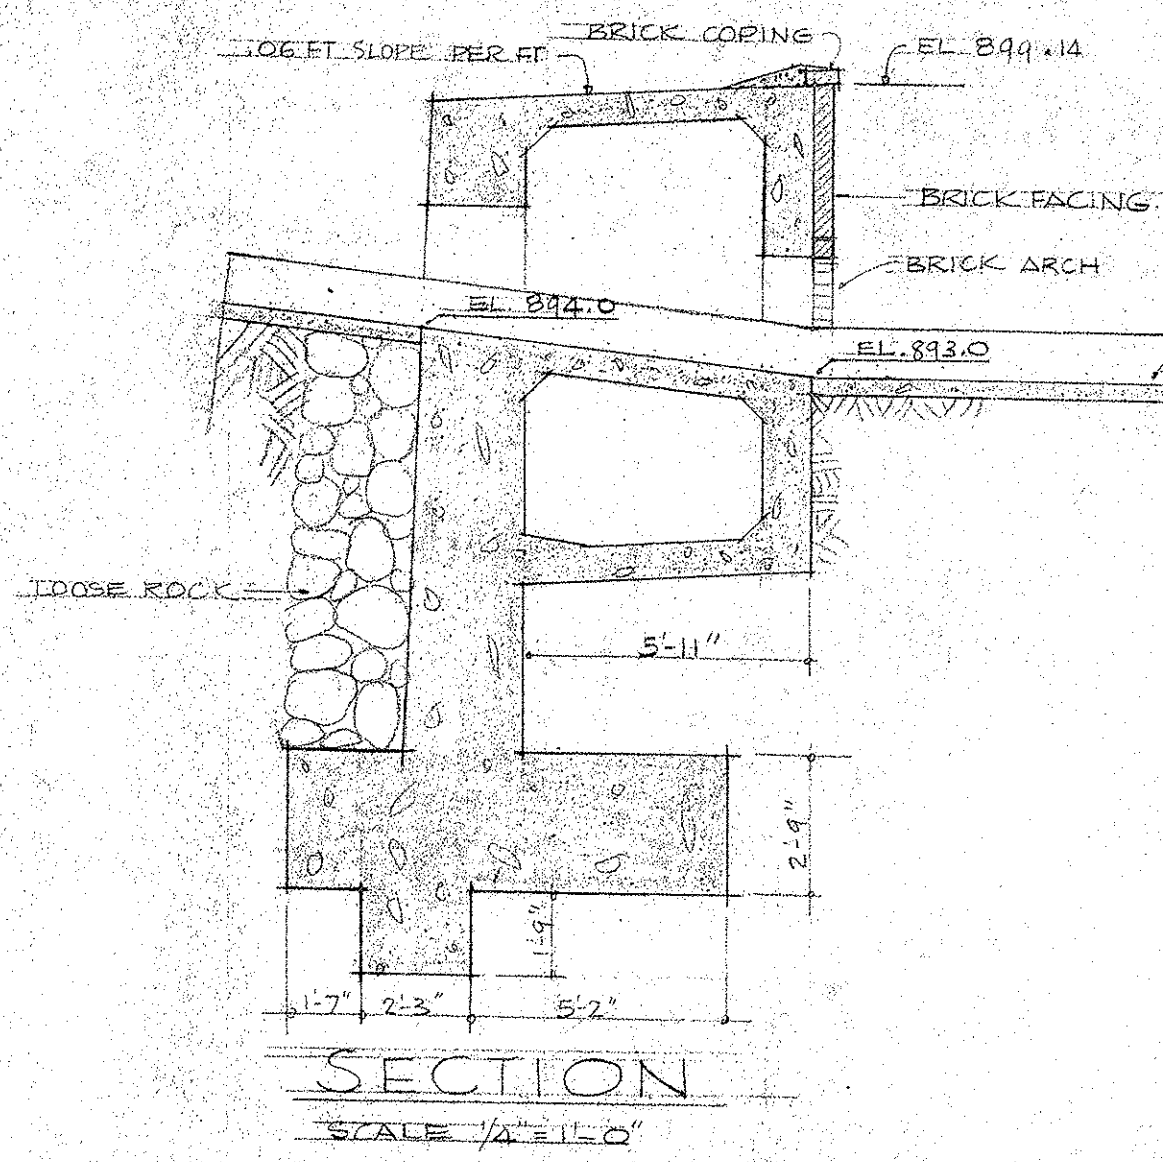 BRICK COPING
.06 FT SLOPE PER FT
EL 899.14
BRICK FACING
BRICK ARCH
EL. 894.0
EL. 893.0
LOOSE ROCK
5'-11"
2'-9"
1'-9"
1'-7" 2'-3" 5'-2"
SECTION
SCALE 1/4"=1'-0"